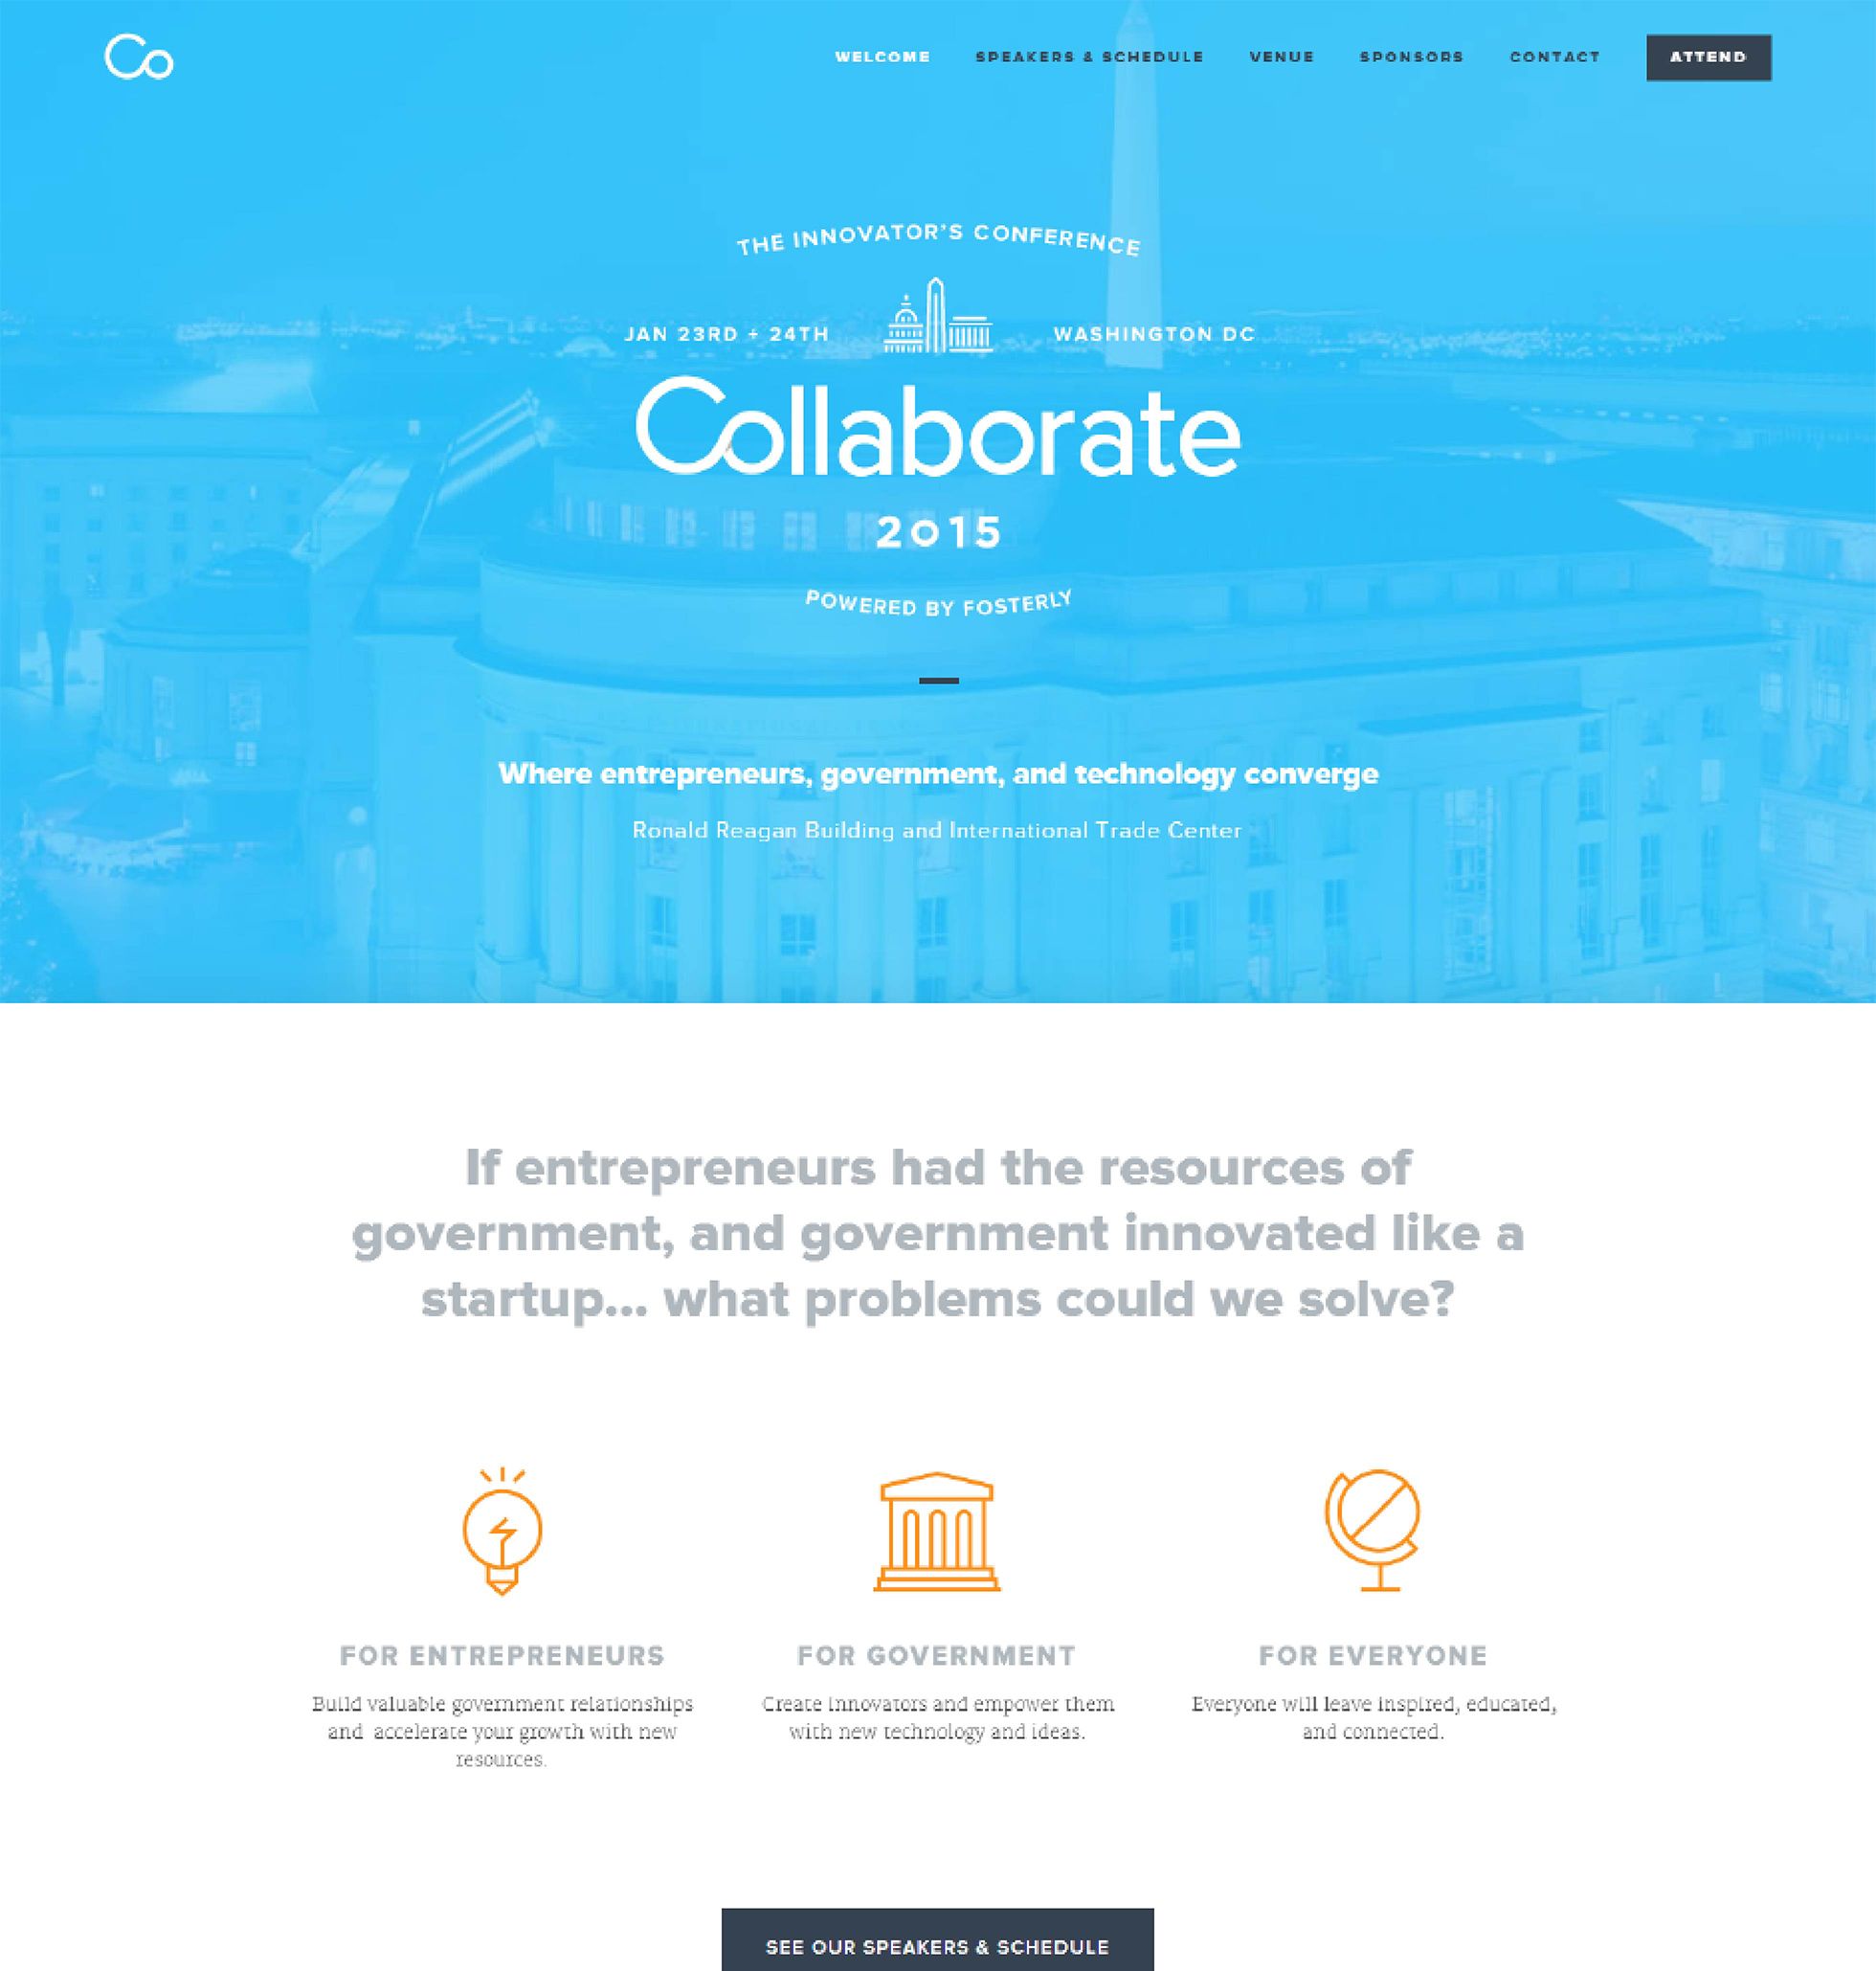 Co
WELCOME SPEAKERS & SCHEDULE VENUE SPONSORS CONTACT ATTEND
THE INNOVATOR'S CONFERENCE
JAN 23RD + 24TH WASHINGTON DC
Collaborate
2015
POWERED BY FOSTERLY
Where entrepreneurs, government, and technology converge
Ronald Reagan Building and International Trade Center
If entrepreneurs had the resources of
government, and government innovated like a
startup... what problems could we solve?
FOR ENTREPRENEURS
Build valuable government relationships
and accelerate your growth with new
resources.
FOR GOVERNMENT
Create innovators and empower them
with new technology and ideas.
FOR EVERYONE
Everyone will leave inspired, educated,
and connected.
SEE OUR SPEAKERS & SCHEDULE